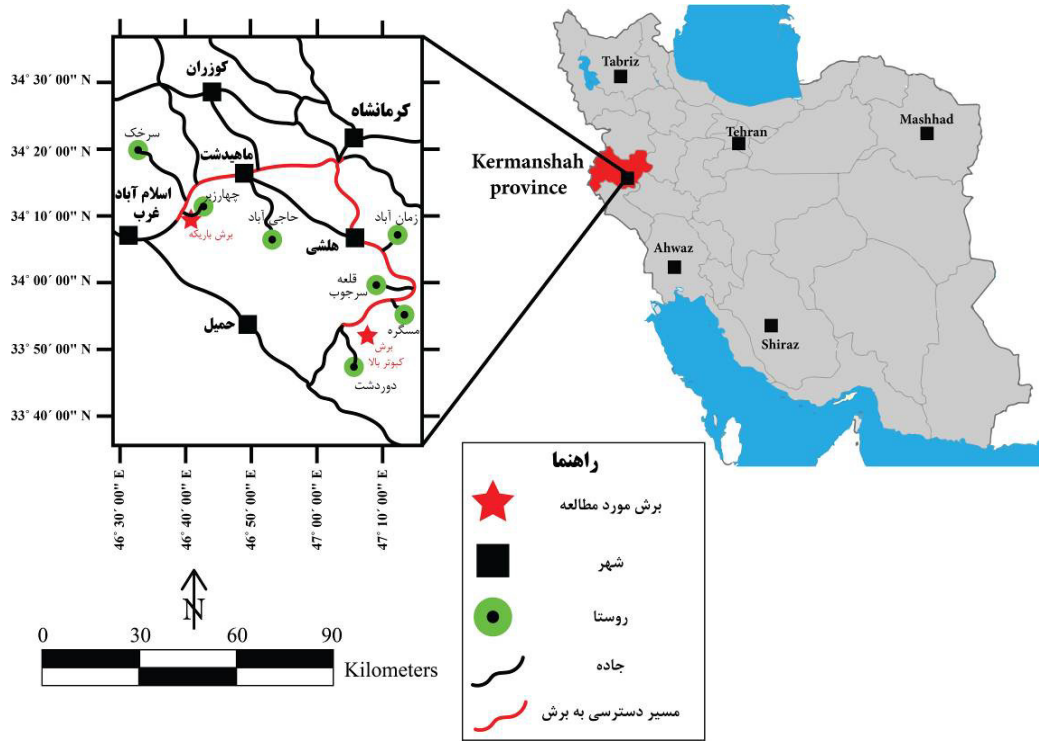 34° 30′ 00″ N
34° 20′ 00″ N
34° 10′ 00″ N
34° 00′ 00″ N
33° 50′ 00″ N
33° 40′ 00″ N
46° 30′ 00″ E
46° 40′ 00″ E
46° 50′ 00″ E
47° 00′ 00″ E
47° 10′ 00″ E
کوزران
کرمانشاه
سرخک
ماهیدشت
اسلام آباد
غرب
چهارزبر
برش باریکه
حاجی آباد
زمان آباد
هلشی
قلعه
سرجوب
مسگره
حمیل
برش
کبوتر بالا
دوردشت
Tabriz
Tehran
Mashhad
Kermanshah
province
Ahwaz
Shiraz
N
0 30 60 90
Kilometers
راهنما
برش مورد مطالعه
شهر
روستا
جاده
مسیر دسترسی به برش